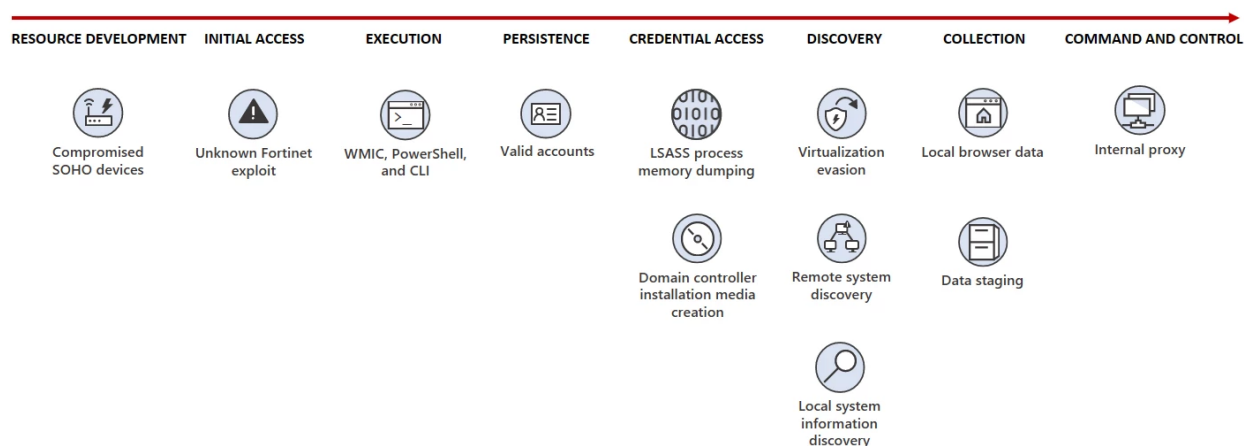 RESOURCE DEVELOPMENT
INITIAL ACCESS
EXECUTION
PERSISTENCE
CREDENTIAL ACCESS
DISCOVERY
COLLECTION
COMMAND AND CONTROL
Compromised
SOHO devices
Unknown Fortinet
exploit
WMIC, PowerShell,
and CLI
Valid accounts
LSASS process
memory dumping
Virtualization
evasion
Local browser data
Internal proxy
Domain controller
installation media
creation
Remote system
discovery
Data staging
Local system
information
discovery